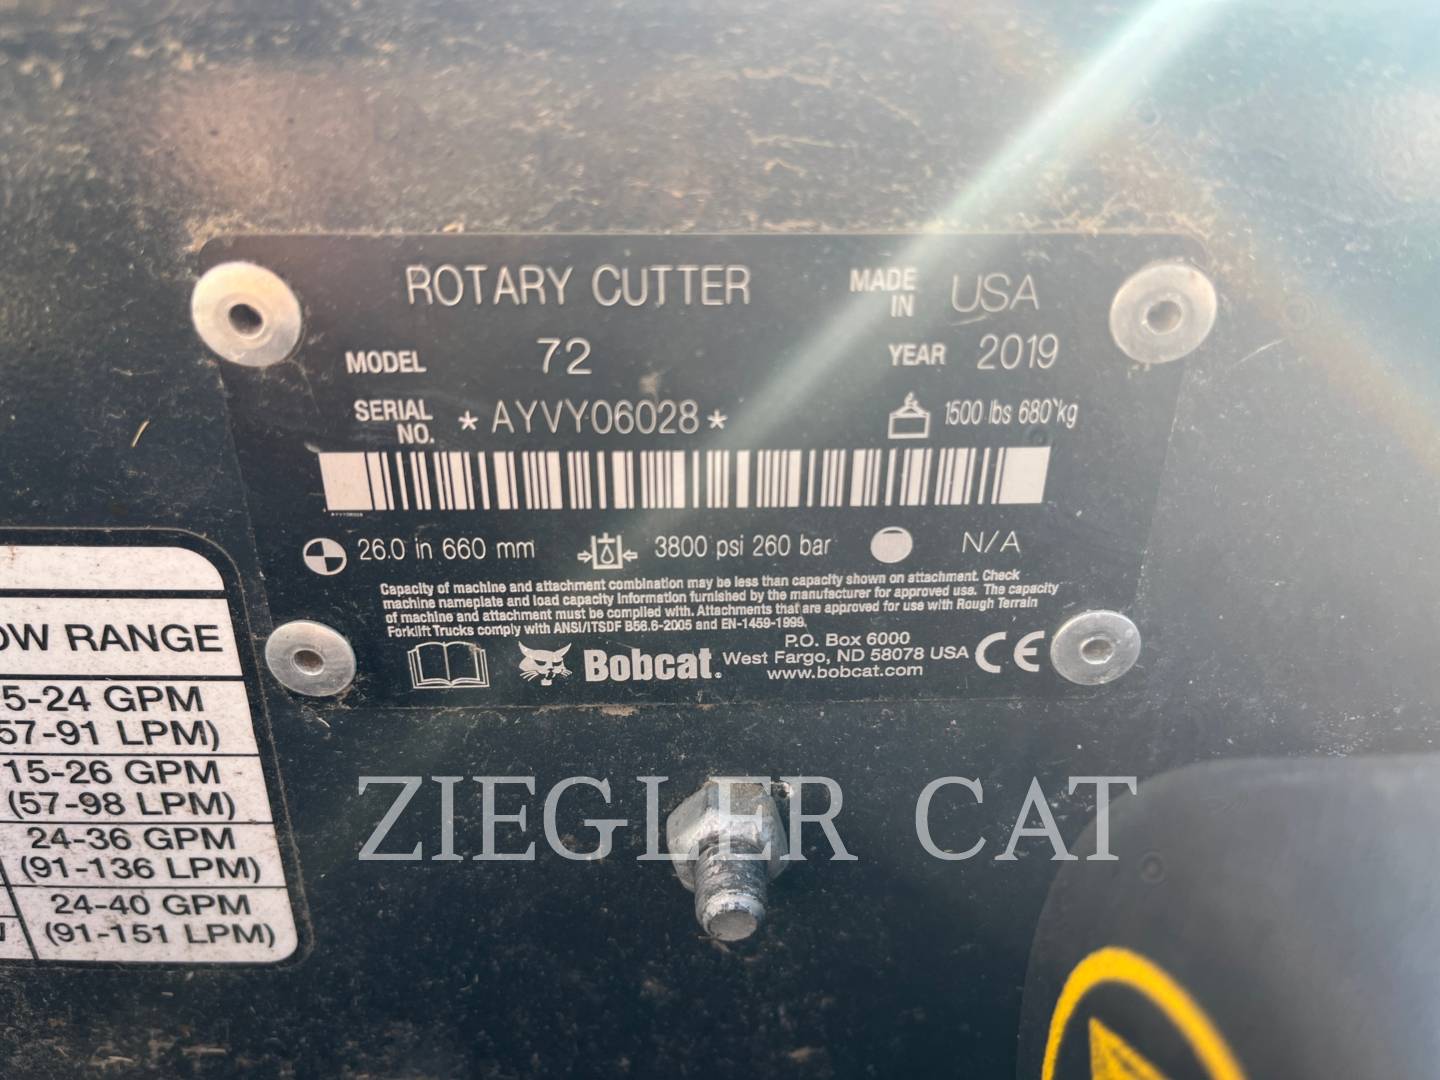 ROTARY CUTTER MADE IN USA
MODEL 72 YEAR 2019
SERIAL NO. *AYVY06028* 1500 lbs 680 kg
26.0 in 660 mm 3800 psi 260 bar N/A
Capacity of machine and attachment combination may be less than capacity shown on attachment. Check
machine nameplate and load capacity information furnished by the manufacturer for approved use. The capacity
of machine and attachment must be complied with. Attachments that are approved for use with Rough Terrain
Forklift Trucks comply with ANSI/ITSDF B56.6-2005 and EN-1459-1999.
Bobcat.
P.O. Box 6000
West Fargo, ND 58078 USA
www.bobcat.com
CE
OW RANGE
5-24 GPM
(57-91 LPM)
15-26 GPM
(57-98 LPM)
24-36 GPM
(91-136 LPM)
24-40 GPM
(91-151 LPM)
ZIEGLER CAT